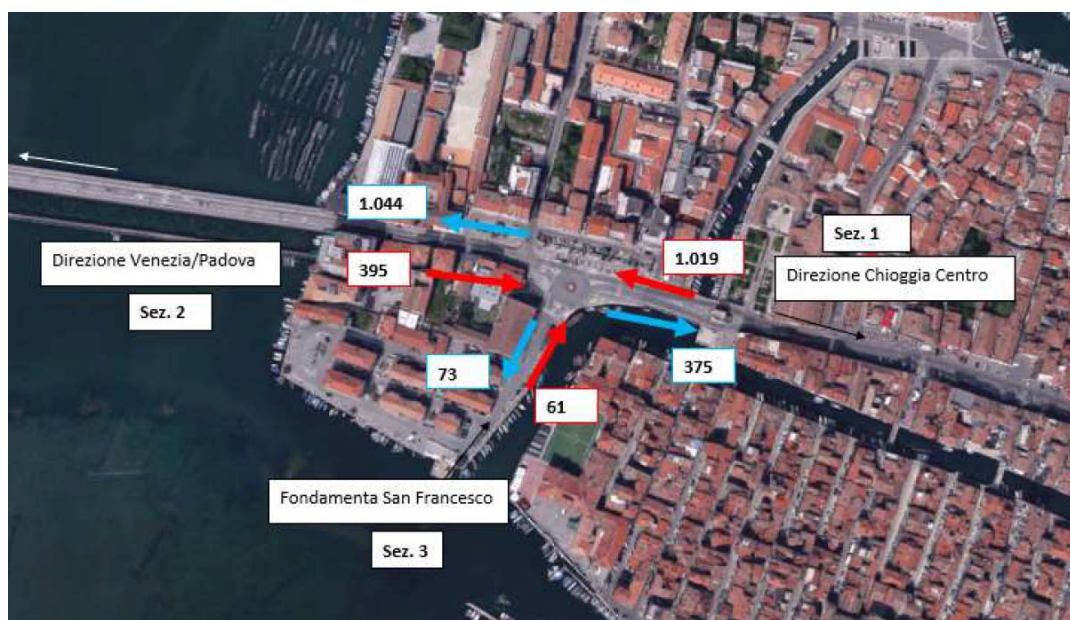 1.044
Sez. 1
Direzione Venezia/Padova
395
1.019
Direzione Chioggia Centro
Sez. 2
73
375
61
Fondamenta San Francesco
Sez. 3